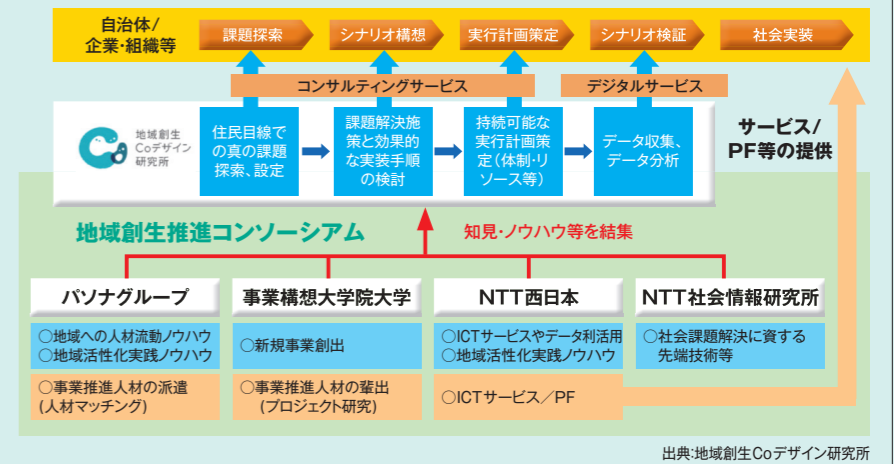 自治体/
企業・組織等
課題探索
シナリオ構想
実行計画策定
シナリオ検証
社会実装
コンサルティングサービス
デジタルサービス
地域創生
Coデザイン
研究所
住民目線で
の真の課題
探索、設定
課題解決施
策と効果的
な実装手順
の検討
持続可能な
実行計画策
定(体制・リ
ソース等)
データ収集、
データ分析
サービス/
PF等の提供
地域創生推進コンソーシアム
知見・ノウハウ等を結集
パソナグループ
○地域への人材流動ノウハウ
○地域活性化実践ノウハウ
○事業推進人材の派遣
(人材マッチング)
事業構想大学院大学
○新規事業創出
○事業推進人材の輩出
(プロジェクト研究)
NTT西日本
○ICTサービスやデータ利活用
○地域活性化実践ノウハウ
○ICTサービス/PF
NTT社会情報研究所
○社会課題解決に資する
先端技術等
出典:地域創生Coデザイン研究所